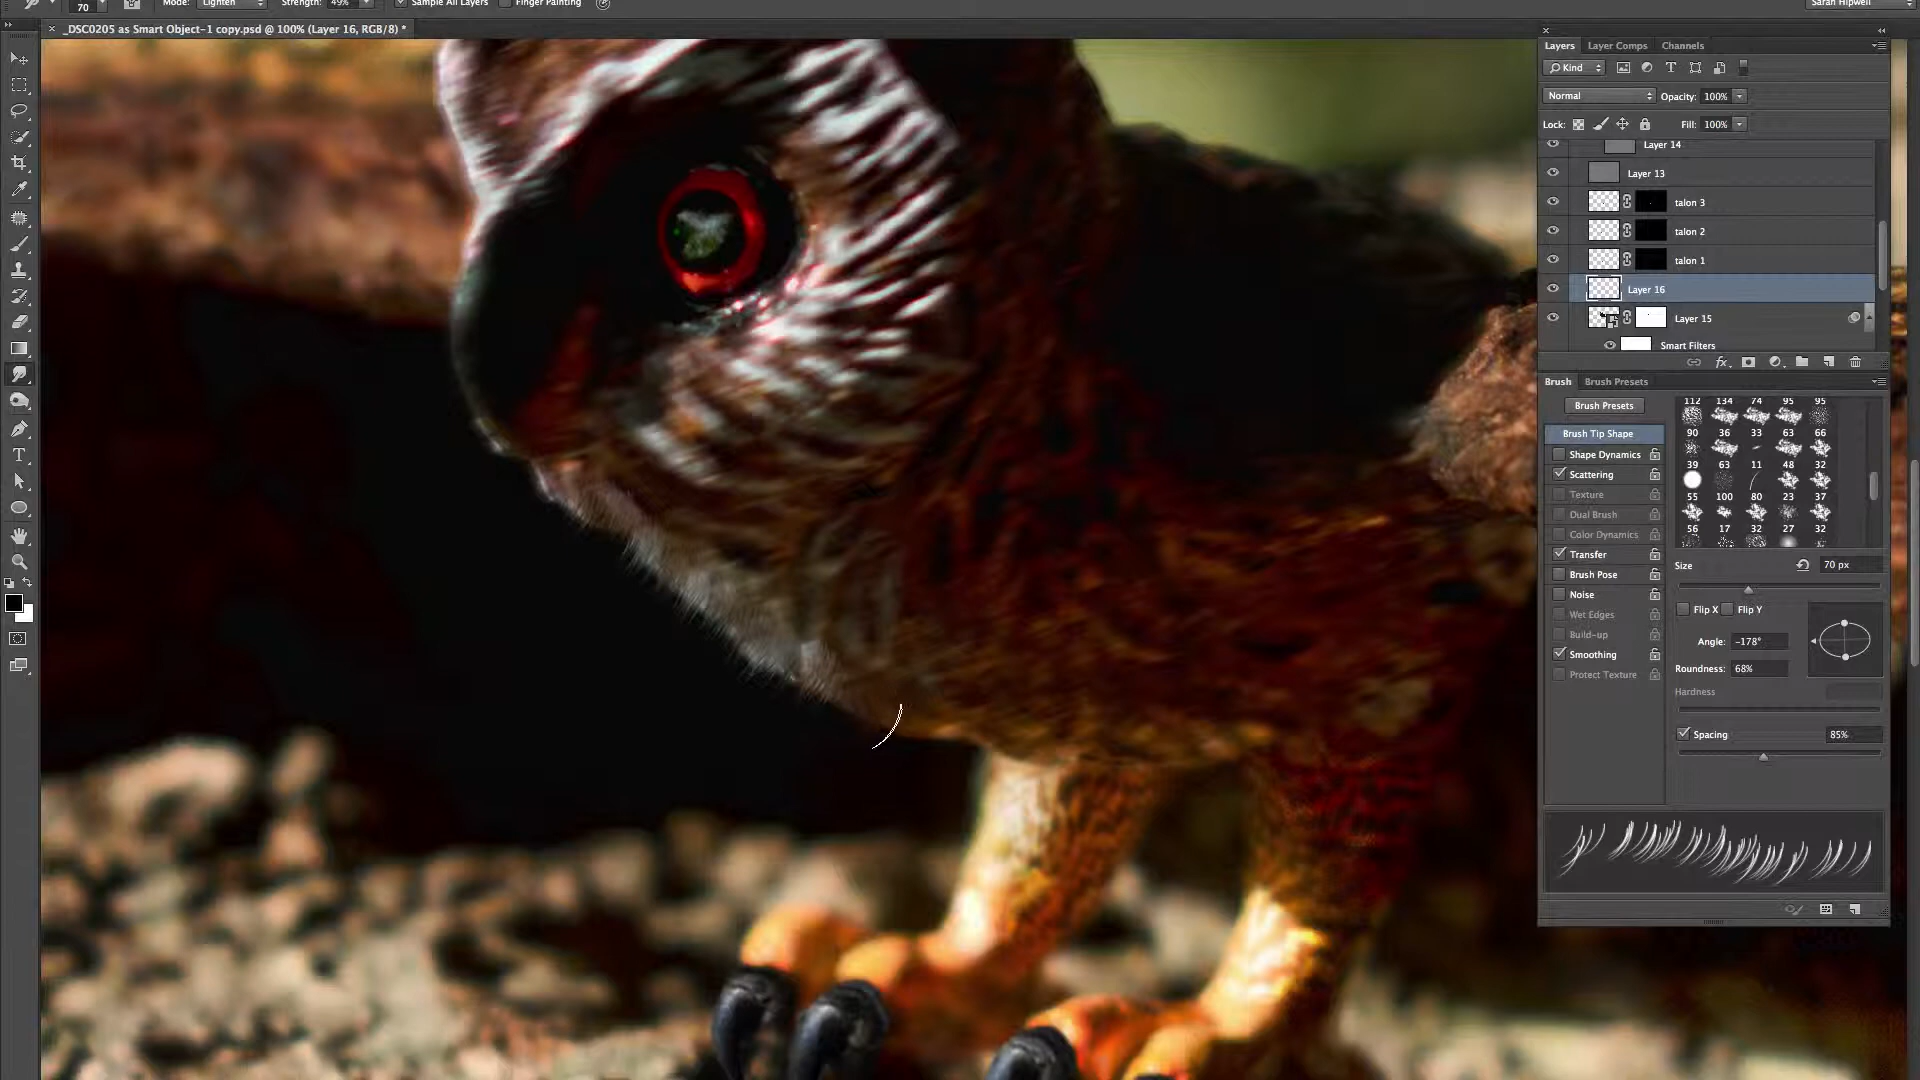 70 Mode: Lighten Strength: 49% Sample All Layers Finger Painting Sarah Hipwell
_DSC0205 as Smart Object-1 copy.psd @ 100% (Layer 16, RGB/8) *
Layers Layer Comps Channels
Kind
Normal Opacity: 100%
Lock: Fill: 100%
Layer 14
Layer 13
talon 3
talon 2
talon 1
Layer 16
Layer 15
Smart Filters
fx
Brush Brush Presets
Brush Presets
Brush Tip Shape
Shape Dynamics
Scattering
Texture
Dual Brush
Color Dynamics
Transfer
Brush Pose
Noise
Wet Edges
Build-up
Smoothing
Protect Texture
112 134 74 95 95
90 36 33 63 66
39 63 11 48 32
55 100 80 23 37
56 17 32 27 32
Size 70 px
Flip X Flip Y
Angle: -178°
Roundness: 68%
Hardness
Spacing 85%